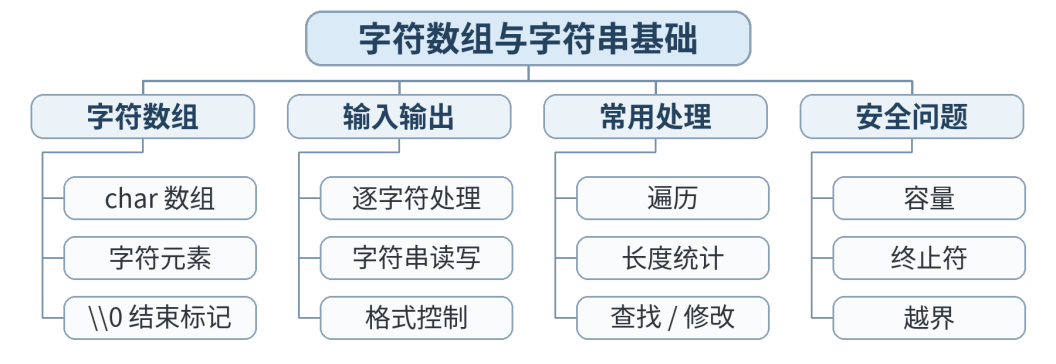 字符数组与字符串基础
字符数组
输入输出
常用处理
安全问题
char 数组
逐字符处理
遍历
容量
字符元素
字符串读写
长度统计
终止符
\\0 结束标记
格式控制
查找 / 修改
越界